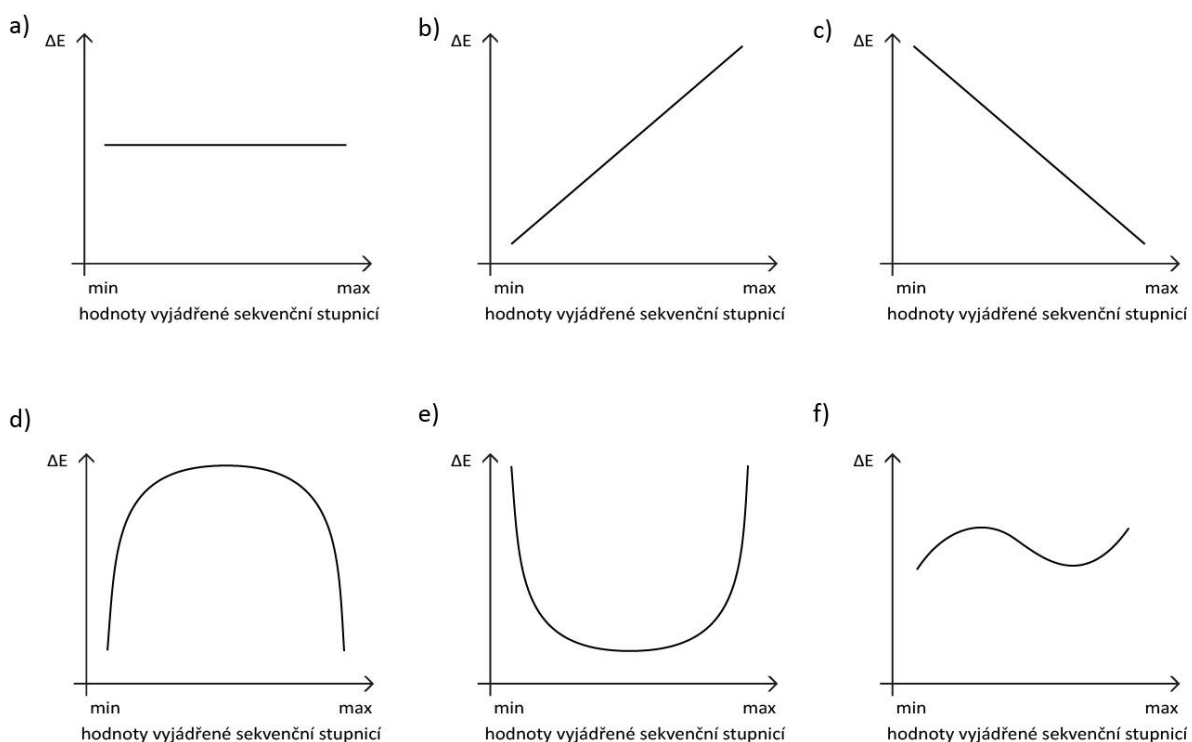 a)
ΔE
min max
hodnoty vyjádřené sekvenční stupnicí
b)
ΔE
min max
hodnoty vyjádřené sekvenční stupnicí
c)
ΔE
min max
hodnoty vyjádřené sekvenční stupnicí
d)
ΔE
min max
hodnoty vyjádřené sekvenční stupnicí
e)
ΔE
min max
hodnoty vyjádřené sekvenční stupnicí
f)
ΔE
min max
hodnoty vyjádřené sekvenční stupnicí